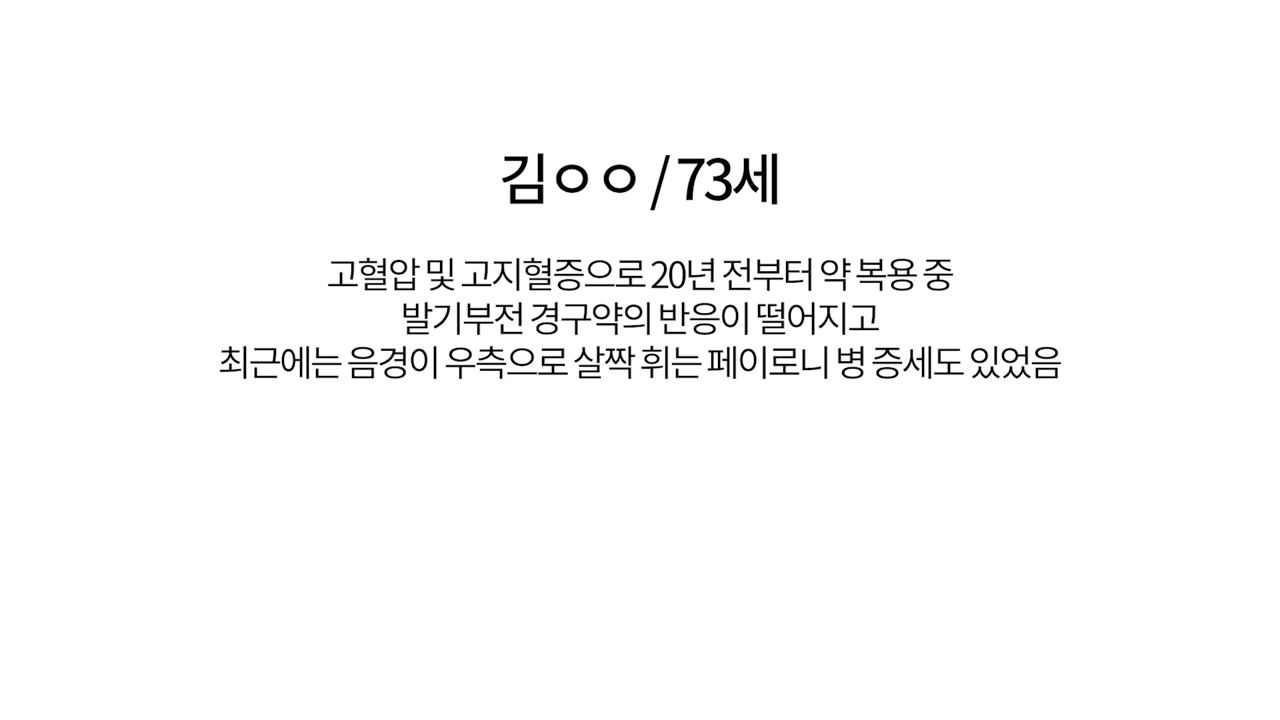 김ㅇㅇ / 73세
고혈압 및 고지혈증으로 20년 전부터 약 복용 중
발기부전 경구약의 반응이 떨어지고
최근에는 음경이 우측으로 살짝 휘는 페이로니 병 증세도 있었음